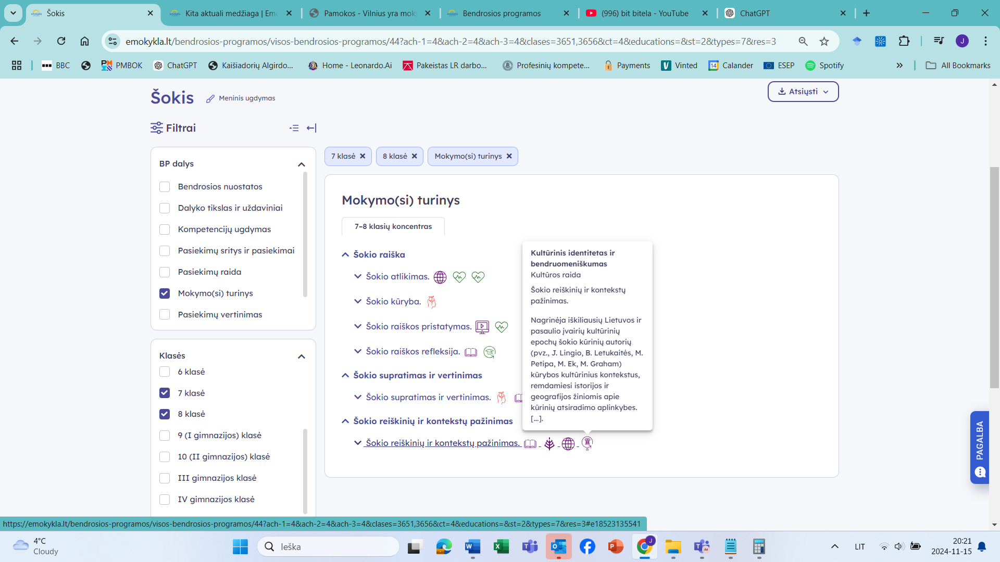 Šokis
Kita aktuali medžiaga | Em
Pamokos - Vilnius yra mok
Bendrosios programos
(996) bit bitela - YouTube
ChatGPT
emokykla.lt/bendrosios-programos/visos-bendrosios-programos/44?ach-1=4&ach-2=4&ach-3=4&clases=3651,3656&ct=4&educations=&st=2&types=7&res=3
J
BBC
PMBOK
ChatGPT
Kaišiadorių Algirdo...
Home - Leonardo.Ai
Pakeistas LR darbo...
Profesinių kompete...
Payments
Vinted
Calander
ESEP
Spotify
All Bookmarks
Šokis
Meninis ugdymas
Atsiųsti
Filtrai
BP dalys
Bendrosios nuostatos
Dalyko tikslas ir uždaviniai
Kompetencijų ugdymas
Pasiekimų sritys ir pasiekimai
Pasiekimų raida
Mokymo(si) turinys
Pasiekimų vertinimas
Klasės
6 klasė
7 klasė
8 klasė
9 (I gimnazijos) klasė
10 (II gimnazijos) klasė
III gimnazijos klasė
IV gimnazijos klasė
7 klasė
8 klasė
Mokymo(si) turinys
Mokymo(si) turinys
7–8 klasių koncentras
Šokio raiška
Šokio atlikimas.
Šokio kūryba.
Šokio raiškos pristatymas.
Šokio raiškos refleksija.
Šokio supratimas ir vertinimas
Šokio supratimas ir vertinimas.
Šokio reiškinių ir kontekstų pažinimas
Šokio reiškinių ir kontekstų pažinimas.
Kultūrinis identitetas ir
bendruomeniškumas
Kultūros raida
Šokio reiškinių ir kontekstų
pažinimas.
Nagrinėja iškiliausių Lietuvos ir
pasaulio įvairių kultūrinių
epochų šokio kūrinių autorių
(pvz., J. Lingio, B. Letukaitės, M.
Petipa, M. Ek, M. Graham)
kūrybos kultūrinius kontekstus,
remdamiesi istorijos ir
geografijos žiniomis apie
kūrinių atsiradimo aplinkybes.
[...].
PAGALBA
https://emokykla.lt/bendrosios-programos/visos-bendrosios-programos/44?ach-1=4&ach-2=4&ach-3=4&clases=3651,3656&ct=4&educations=&st=2&types=7&res=3#e18523135541
4°C
Cloudy
Ieška
LIT
20:21
2024-11-15